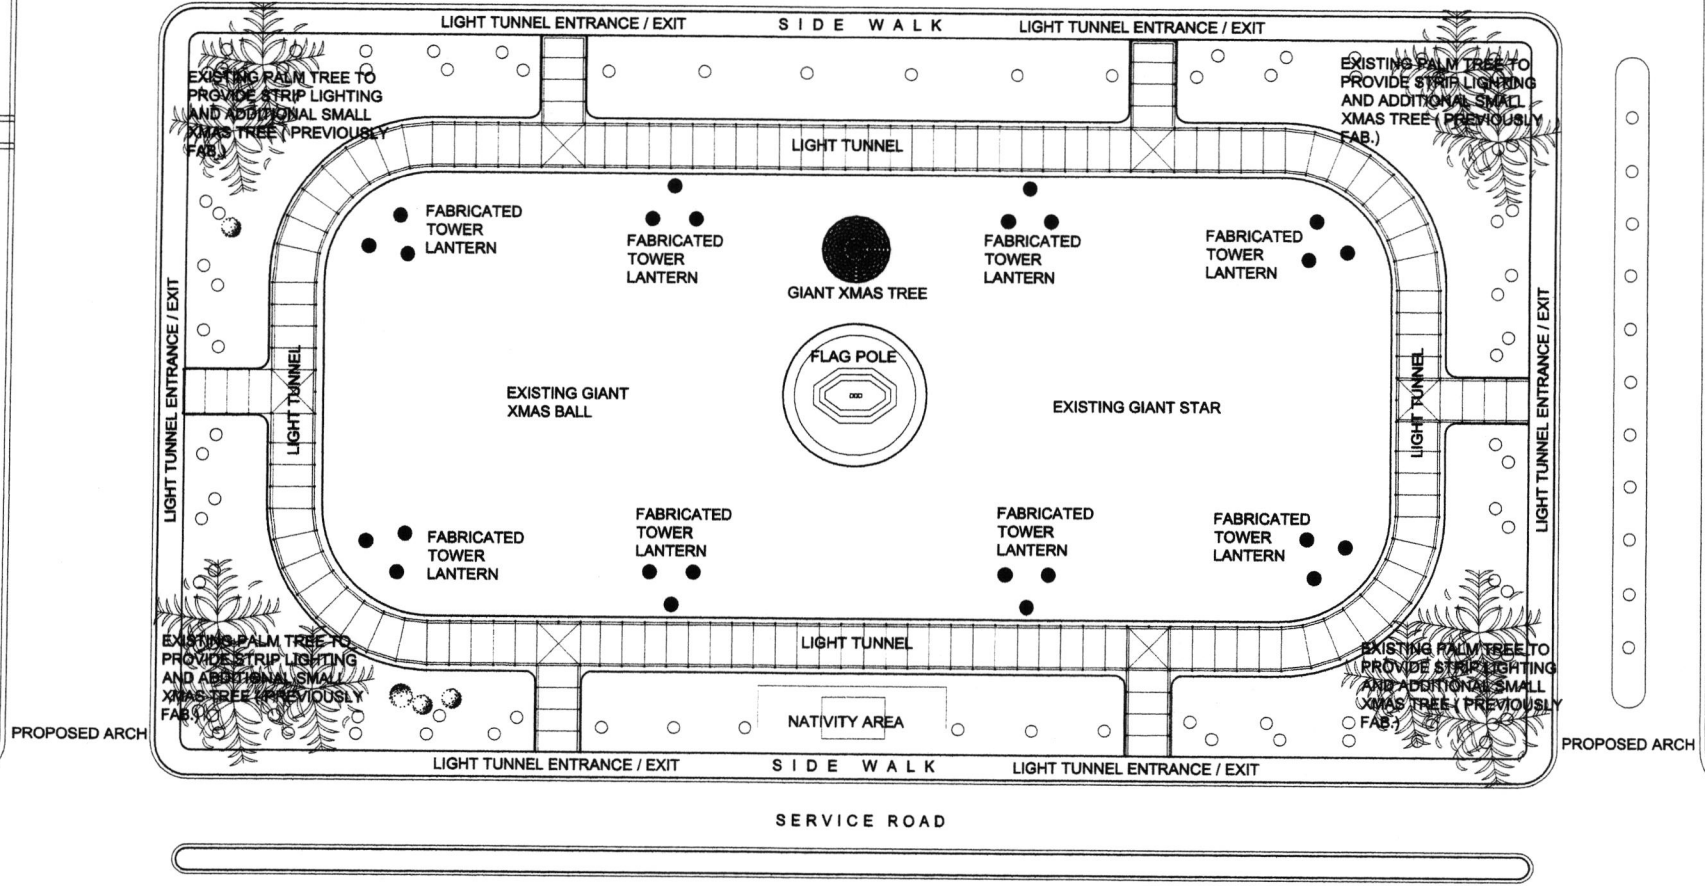 LIGHT TUNNEL ENTRANCE / EXIT
SIDE WALK
LIGHT TUNNEL ENTRANCE / EXIT
EXISTING PALM TREE TO
PROVIDE STRIP LIGHTING
AND ADDITIONAL SMALL
XMAS TREE ( PREVIOUSLY
FAB.)
EXISTING PALM TREE TO
PROVIDE STRIP LIGHTING
AND ADDITIONAL SMALL
XMAS TREE ( PREVIOUSLY
FAB.)
LIGHT TUNNEL
FABRICATED
TOWER
LANTERN
FABRICATED
TOWER
LANTERN
FABRICATED
TOWER
LANTERN
FABRICATED
TOWER
LANTERN
GIANT XMAS TREE
LIGHT TUNNEL ENTRANCE / EXIT
LIGHT TUNNEL
FLAG POLE
EXISTING GIANT
XMAS BALL
EXISTING GIANT STAR
LIGHT TUNNEL
LIGHT TUNNEL ENTRANCE / EXIT
FABRICATED
TOWER
LANTERN
FABRICATED
TOWER
LANTERN
FABRICATED
TOWER
LANTERN
FABRICATED
TOWER
LANTERN
EXISTING PALM TREE TO
PROVIDE STRIP LIGHTING
AND ADDITIONAL SMALL
XMAS TREE ( PREVIOUSLY
FAB.)
LIGHT TUNNEL
EXISTING PALM TREE TO
PROVIDE STRIP LIGHTING
AND ADDITIONAL SMALL
XMAS TREE ( PREVIOUSLY
FAB.)
NATIVITY AREA
PROPOSED ARCH
PROPOSED ARCH
LIGHT TUNNEL ENTRANCE / EXIT
SIDE WALK
LIGHT TUNNEL ENTRANCE / EXIT
SERVICE ROAD